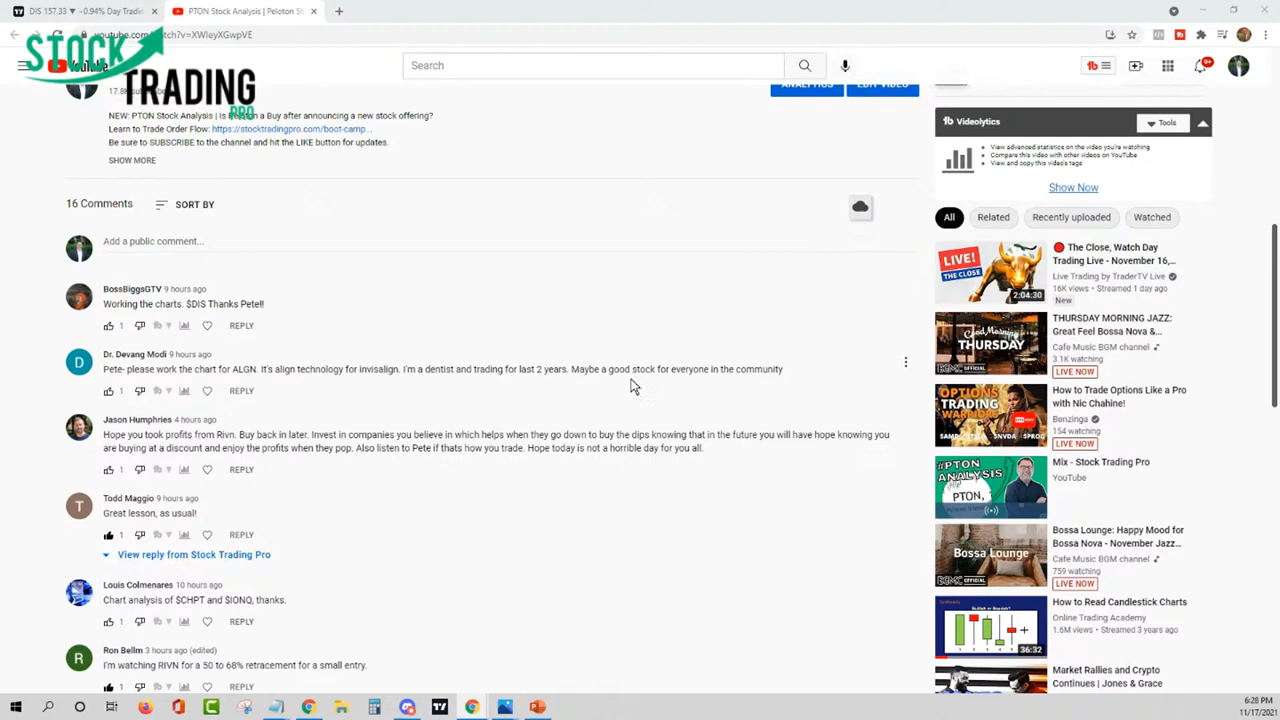 DIS 157.33 ▼ −0.94% Day Trading
PTON Stock Analysis | Peloton St
watch?v=XWleyXGwpVE
STOCK
TRADING
PRO
Search
9+
17.8K
ANALYTICS
EDIT VIDEO
NEW: PTON Stock Analysis | Is Peloton a Buy after announcing a new stock offering?
Learn to Trade Order Flow: https://stocktradingpro.com/boot-camp...
Be sure to SUBSCRIBE to the channel and hit the LIKE button for updates.
SHOW MORE
16 Comments
SORT BY
Add a public comment...
BossBiggsGTV 9 hours ago
Working the charts. $DIS Thanks Pete!!
1 REPLY
D
Dr. Devang Modi 9 hours ago
Pete- please work the chart for ALGN. It's align technology for invisalign. I'm a dentist and trading for last 2 years. Maybe a good stock for everyone in the community
1 REPLY
Jason Humphries 4 hours ago
Hope you took profits from Rivn. Buy back in later. Invest in companies you believe in which helps when they go down to buy the dips knowing that in the future you will have hope knowing you
are buying at a discount and enjoy the profits when they pop. Also listen to Pete if thats how you trade. Hope today is not a horrible day for you all.
1 REPLY
T
Todd Maggio 9 hours ago
Great lesson, as usual!
1 REPLY
View reply from Stock Trading Pro
Louis Colmenares 10 hours ago
Chart analysis of $CHPT and $IONQ, thanks.
1 REPLY
R
Ron Bellm 3 hours ago (edited)
I'm watching RIVN for a 50 to 68% retracement for a small entry.
1 REPLY
Videolytics
Tools
View advanced statistics on the video you're watching
Compare this video with other videos on YouTube
View and copy this video's tags
Show Now
All
Related
Recently uploaded
Watched
LIVE!
THE CLOSE
2:04:30
The Close, Watch Day
Trading Live - November 16,...
Live Trading by TraderTV Live
16K views • Streamed 1 day ago
New
Good Morning
THURSDAY
OFFICIAL
THURSDAY MORNING JAZZ:
Great Feel Bossa Nova &...
Cafe Music BGM channel
3.1K watching
LIVE NOW
OPTIONS
TRADING
WARRIORS
How to Trade Options Like a Pro
with Nic Chahine!
Benzinga
154 watching
LIVE NOW
#PTON
ANALYSIS
PTON,
Mix - Stock Trading Pro
YouTube
Bossa Lounge
OFFICIAL
Bossa Lounge: Happy Mood for
Bossa Nova - November Jazz...
Cafe Music BGM channel
759 watching
LIVE NOW
36:32
How to Read Candlestick Charts
Online Trading Academy
1.6M views • Streamed 3 years ago
Market Rallies and Crypto
Continues | Jones & Grace
6:28 PM
11/17/2021